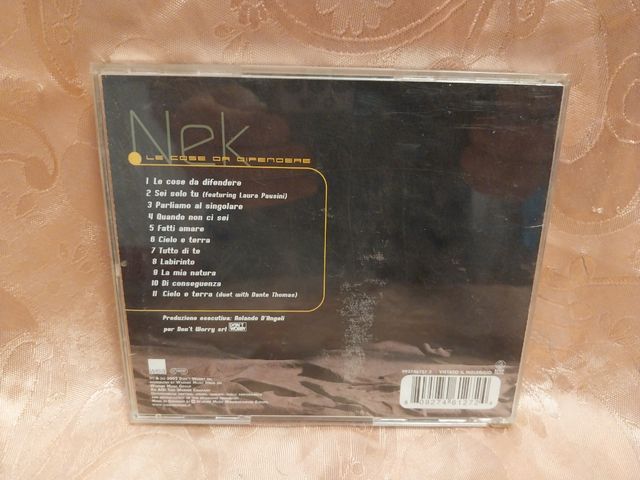 Nek
LE COSE DA DIFENDERE
1 Le cose da difendere
2 Sei solo tu (featuring Laura Pausini)
3 Parliamo al singolare
4 Quando non ci sei
5 Fatti amare
6 Cielo e terra
7 Tutto di te
8 Labirinto
9 La mia natura
10 Di conseguenza
11 Cielo e terra (duet with Dante Thomas)
Produzione esecutiva: Rolando D'Angeli
per Don't Worry srl DON'T WORRY
VIETATO IL NOLEGGIO